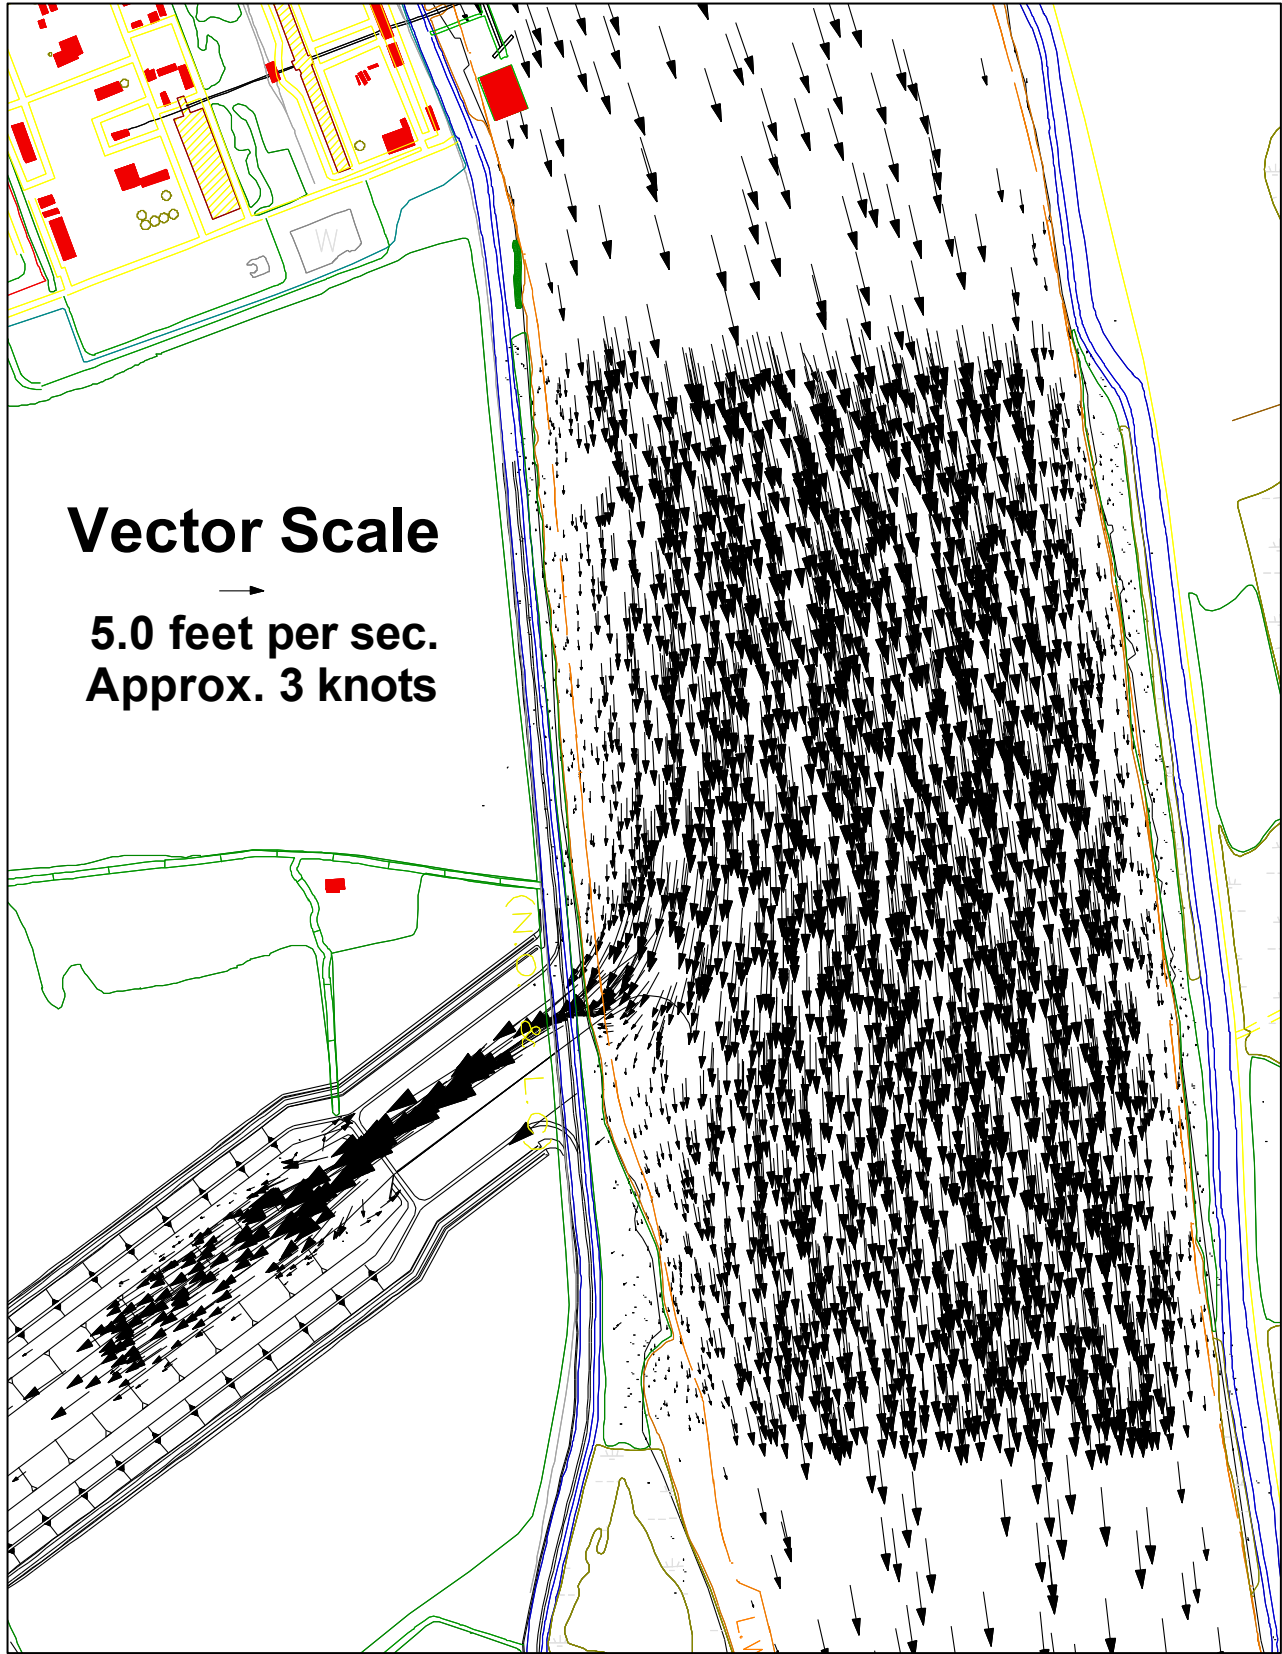 W
Vector Scale
5.0 feet per sec.
Approx. 3 knots
(N.O. & L.C)
L.W